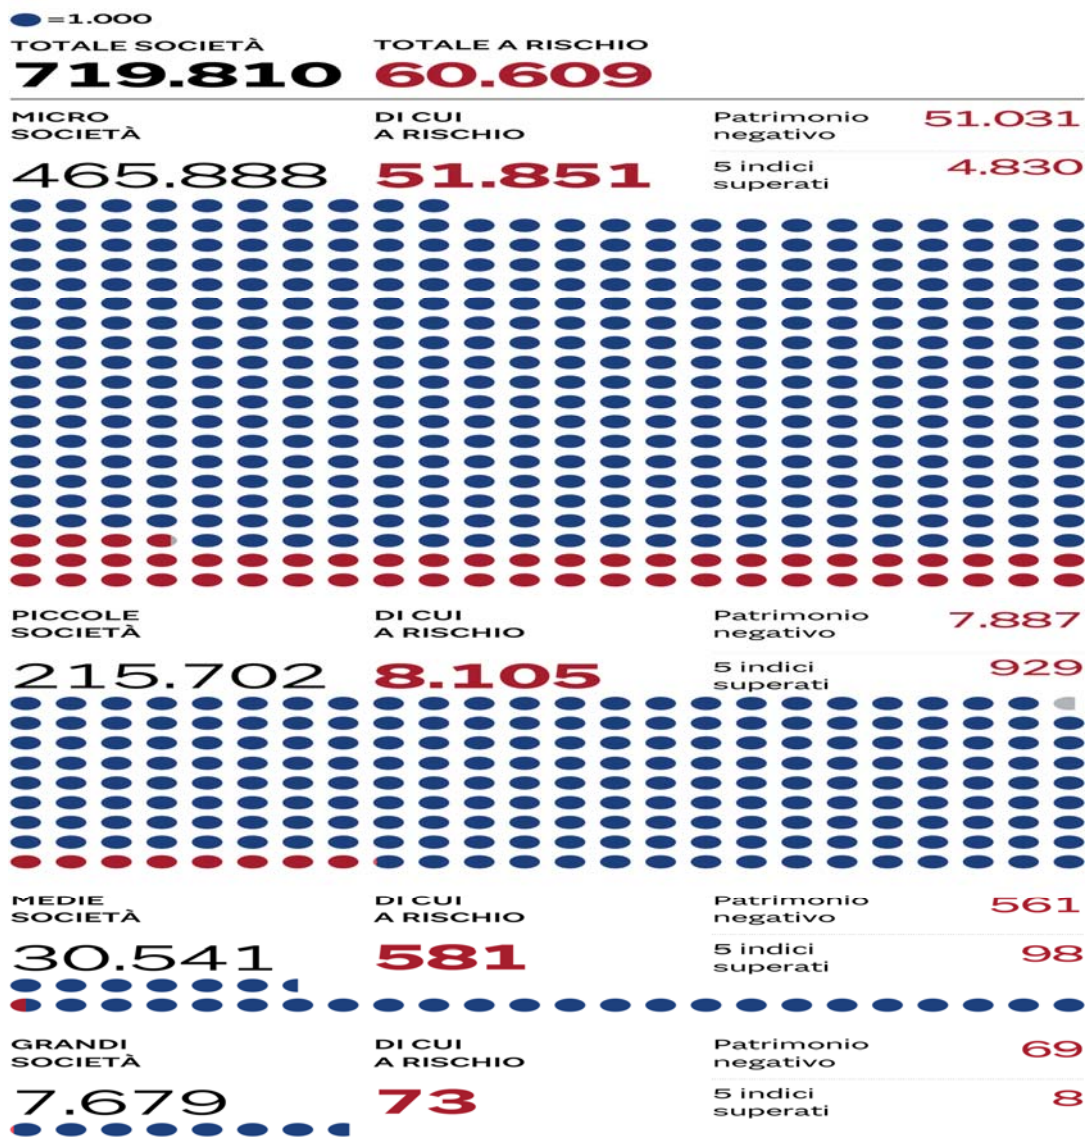 =1.000
TOTALE SOCIETÀ
719.810
TOTALE A RISCHIO
60.609
MICRO
SOCIETÀ
465.888
DI CUI
A RISCHIO
51.851
Patrimonio
negativo
51.031
5 indici
superati
4.830
PICCOLE
SOCIETÀ
215.702
DI CUI
A RISCHIO
8.105
Patrimonio
negativo
7.887
5 indici
superati
929
MEDIE
SOCIETÀ
30.541
DI CUI
A RISCHIO
581
Patrimonio
negativo
561
5 indici
superati
98
GRANDI
SOCIETÀ
7.679
DI CUI
A RISCHIO
73
Patrimonio
negativo
69
5 indici
superati
8